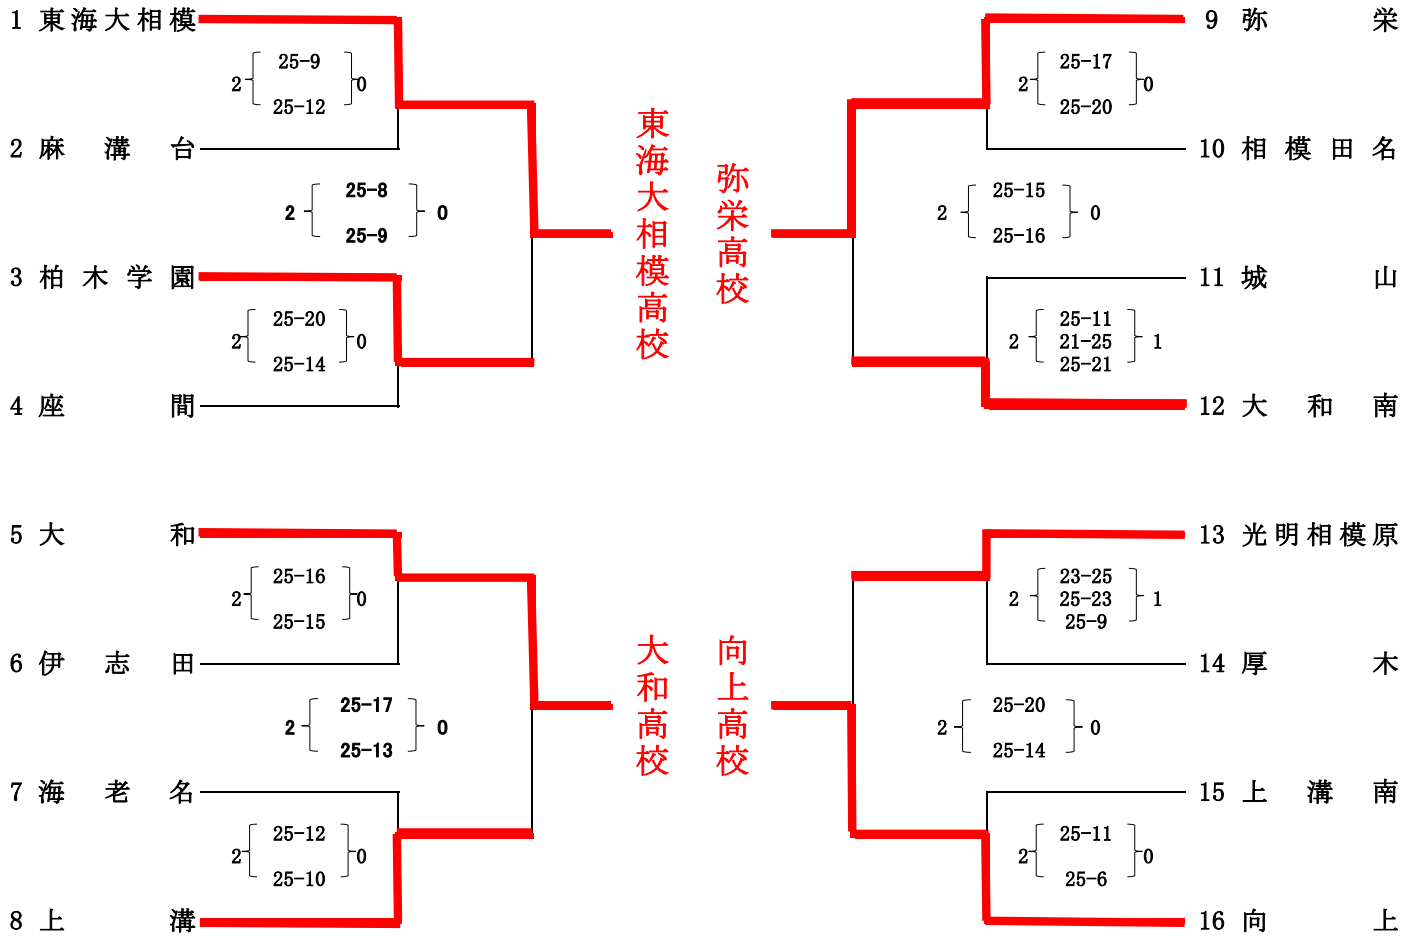 1 東海大相模
2 25-9 0
25-12
2 麻溝台
2 25-8 0
25-9
3 柏木学園
2 25-20 0
25-14
4 座間
東海大相模高校
5 大和
2 25-16 0
25-15
6 伊志田
2 25-17 0
25-13
7 海老名
2 25-12 0
25-10
8 上溝
大和高校
弥栄高校
9 弥栄
2 25-17 0
25-20
10 相模田名
2 25-15 0
25-16
11 城山
25-11
2 21-25 1
25-21
12 大和南
向上高校
13 光明相模原
23-25
2 25-23 1
25-9
14 厚木
2 25-20 0
25-14
15 上溝南
2 25-11 0
25-6
16 向上